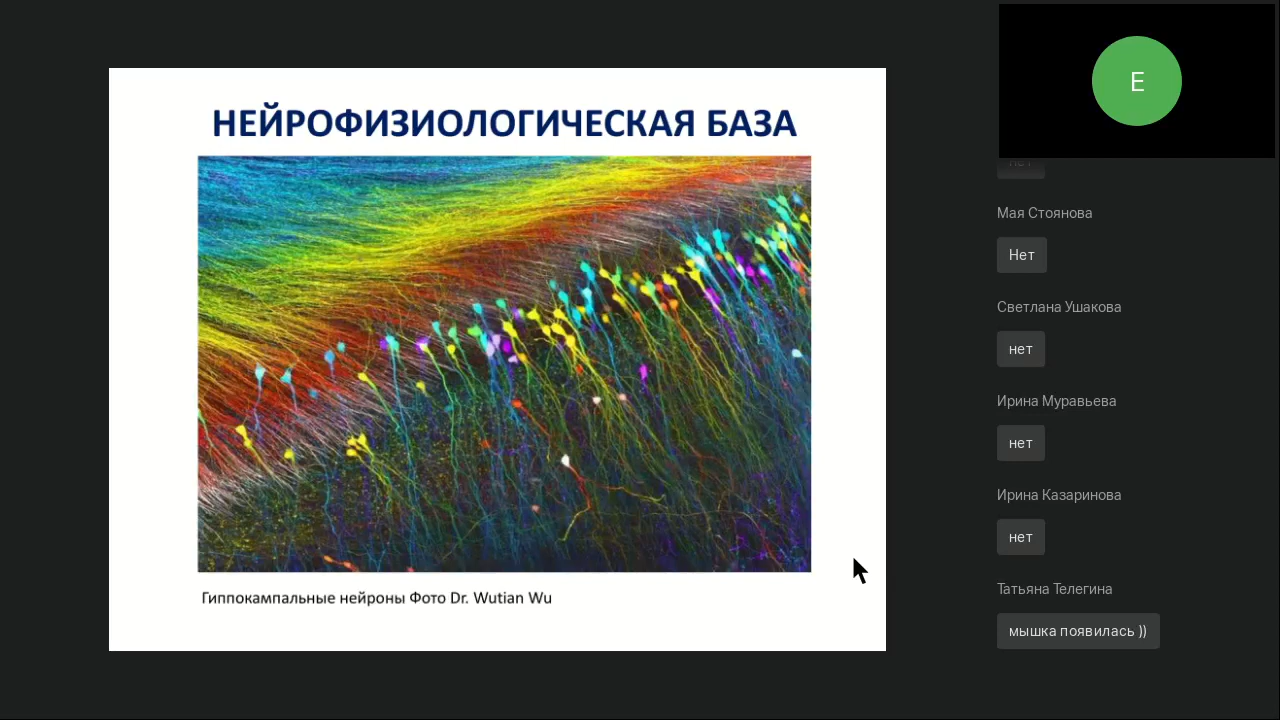 НЕЙРОФИЗИОЛОГИЧЕСКАЯ БАЗА
Гиппокампальные нейроны Фото Dr. Wutian Wu
E
нет
Мая Стоянова
Нет
Светлана Ушакова
нет
Ирина Муравьева
нет
Ирина Казаринова
нет
Татьяна Телегина
мышка появилась ))